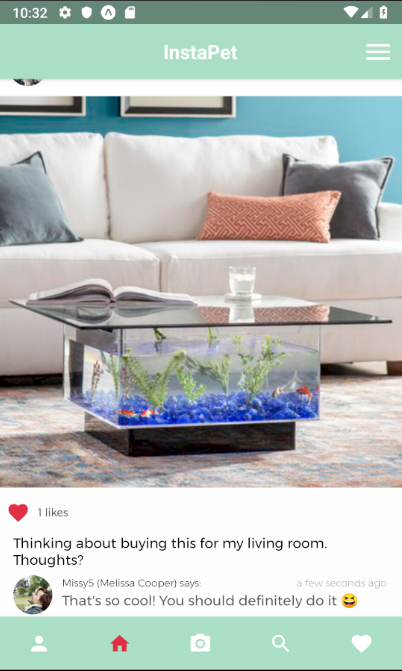 10:32
InstaPet
1 likes
Thinking about buying this for my living room.
Thoughts?
Missy5 (Melissa Cooper) says:
a few seconds ago
That's so cool! You should definitely do it 😆